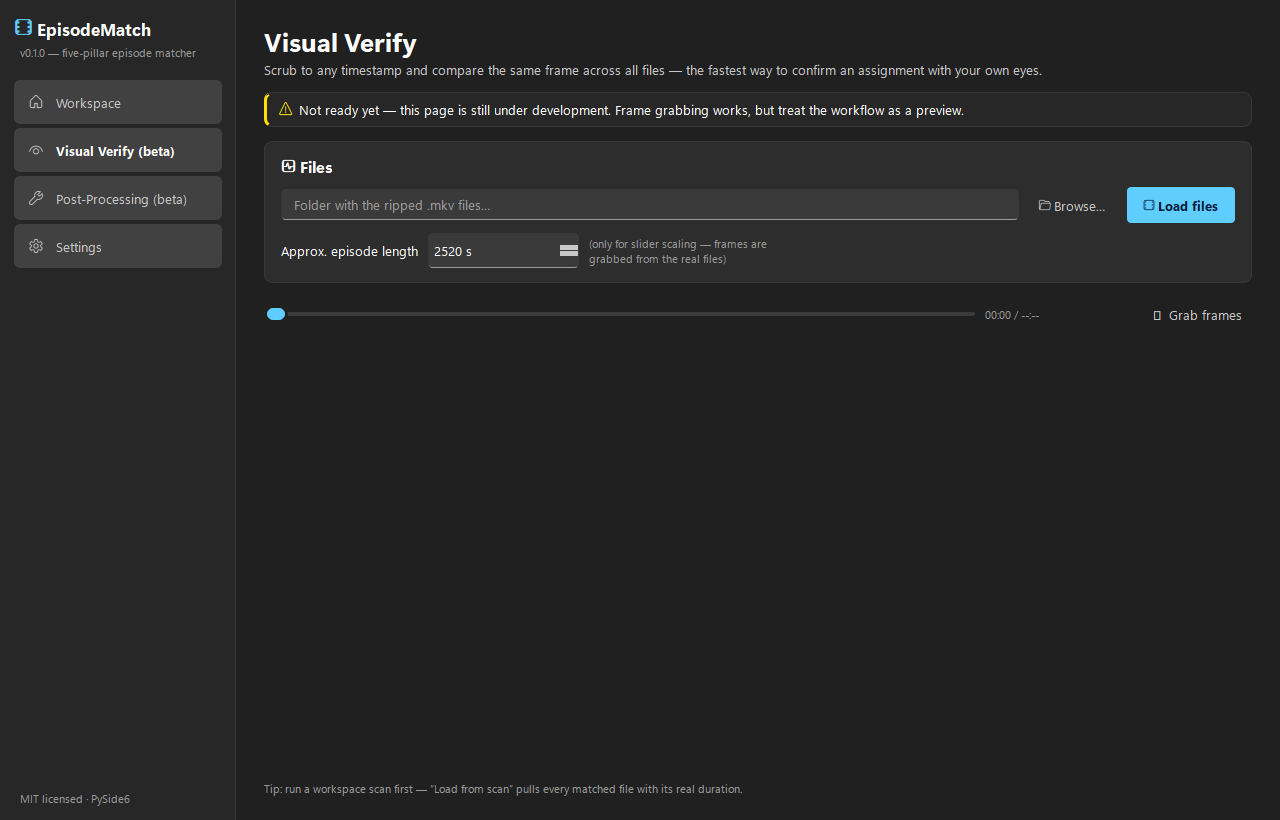 EpisodeMatch
v0.1.0 — five-pillar episode matcher
Workspace
Visual Verify (beta)
Post-Processing (beta)
Settings
MIT licensed · PySide6
Visual Verify
Scrub to any timestamp and compare the same frame across all files — the fastest way to confirm an assignment with your own eyes.
Not ready yet — this page is still under development. Frame grabbing works, but treat the workflow as a preview.
Files
Folder with the ripped .mkv files...
Browse...
Load files
Approx. episode length
2520 s
(only for slider scaling — frames are
grabbed from the real files)
00:00 / --:--
Grab frames
Tip: run a workspace scan first — "Load from scan" pulls every matched file with its real duration.